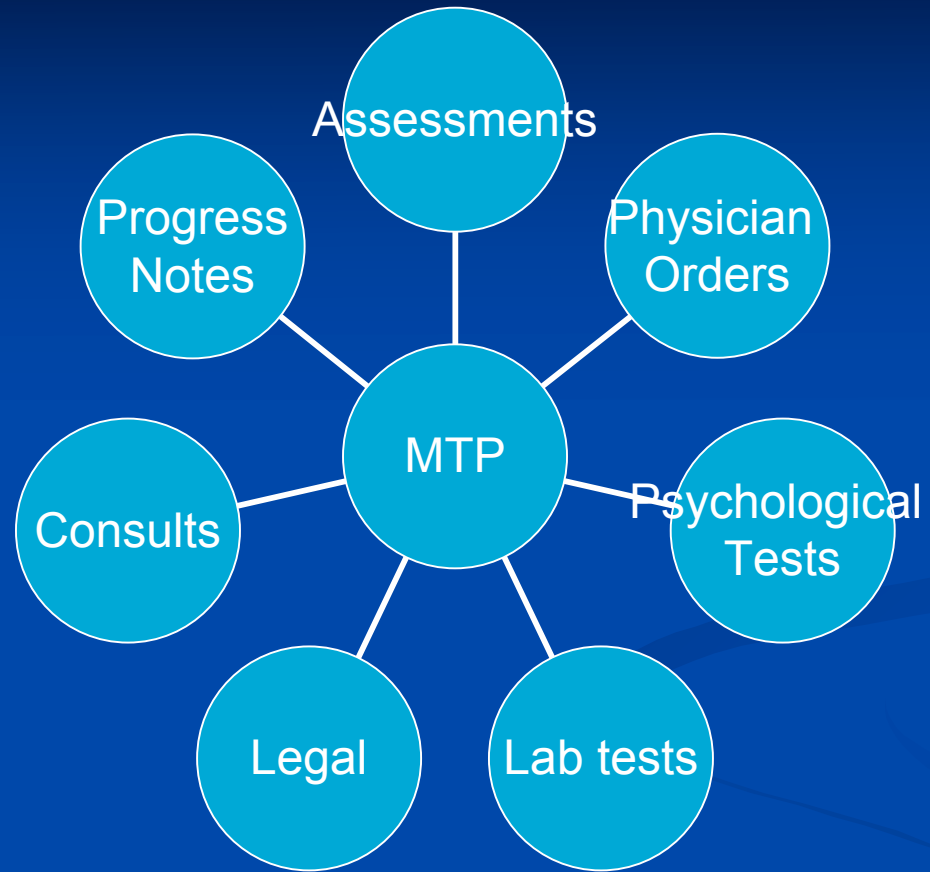 Assessments
Progress
Notes
Physician
Orders
MTP
Consults
Psychological
Tests
Legal
Lab tests